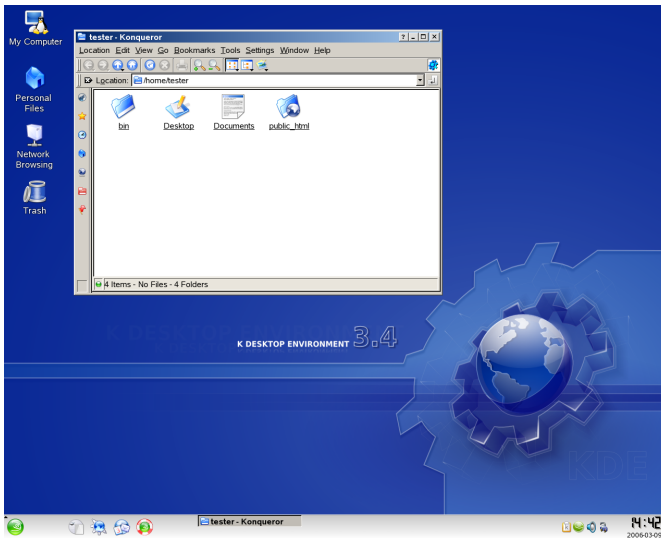 My Computer
Personal
Files
Network
Browsing
Trash
tester - Konqueror
Location Edit View Go Bookmarks Tools Settings Window Help
Location: /home/tester
bin Desktop Documents public_html
4 Items - No Files - 4 Folders
K DESKTOP ENVIRONMENT 3.4
KDE
tester - Konqueror
14:42
2006-03-09